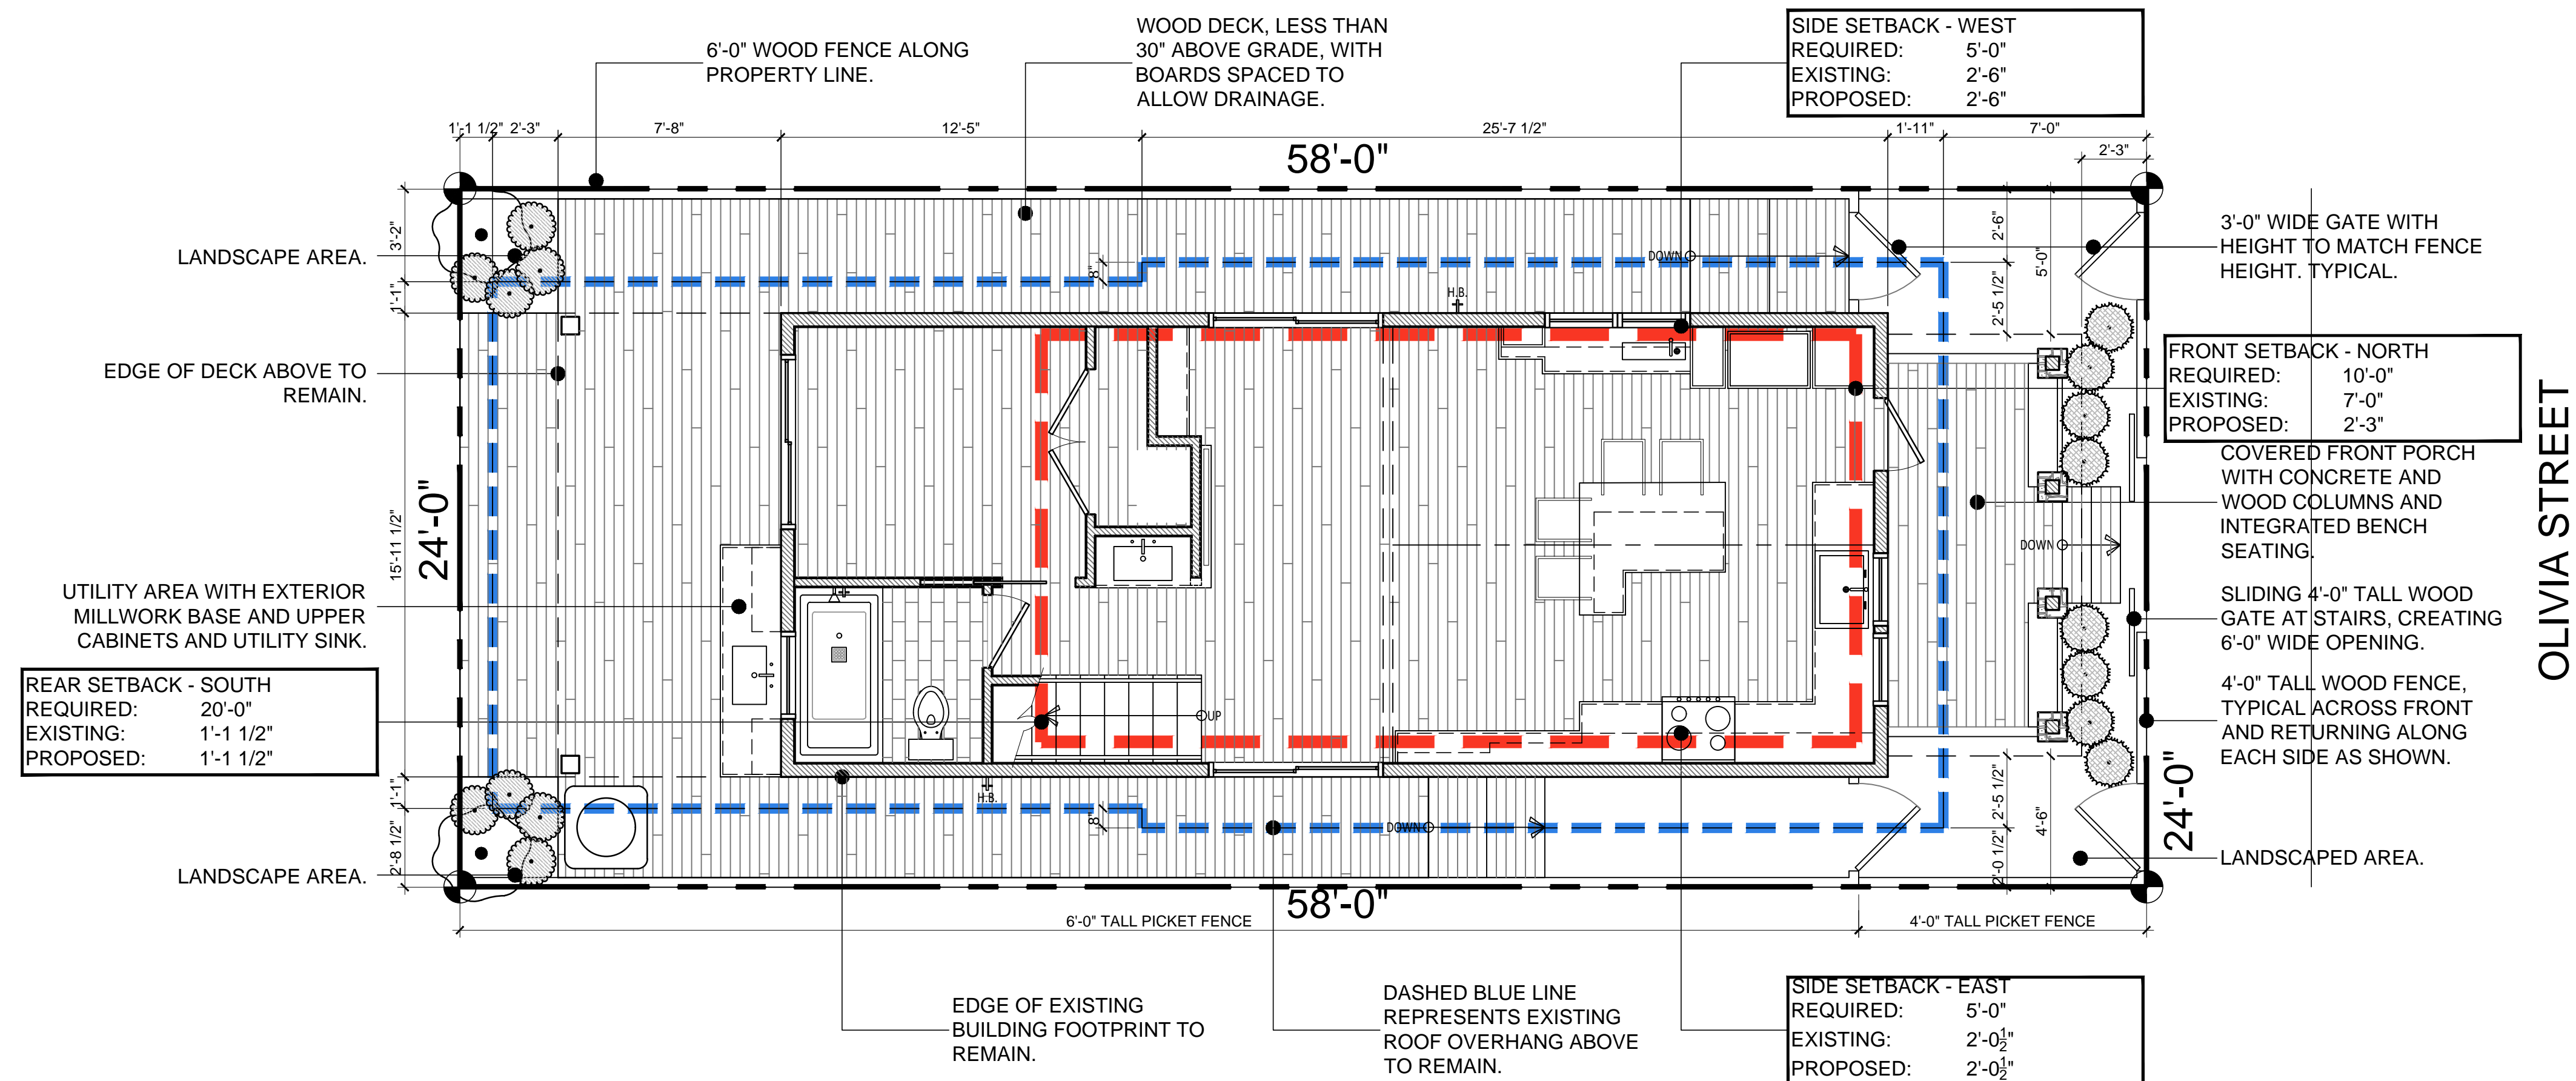 6'-0" WOOD FENCE ALONG
PROPERTY LINE.
WOOD DECK, LESS THAN
30" ABOVE GRADE, WITH
BOARDS SPACED TO
ALLOW DRAINAGE.
SIDE SETBACK - WEST
REQUIRED: 5'-0"
EXISTING: 2'-6"
PROPOSED: 2'-6"
1'-1 1/2" 2'-3" 7'-8" 12'-5" 25'-7 1/2" 1'-11" 7'-0"
2'-3"
58'-0"
3'-2"
1'-1"
15'-11 1/2"
1'-1"
2'-8 1/2"
24'-0"
LANDSCAPE AREA.
EDGE OF DECK ABOVE TO
REMAIN.
UTILITY AREA WITH EXTERIOR
MILLWORK BASE AND UPPER
CABINETS AND UTILITY SINK.
REAR SETBACK - SOUTH
REQUIRED: 20'-0"
EXISTING: 1'-1 1/2"
PROPOSED: 1'-1 1/2"
LANDSCAPE AREA.
8"
DOWN
H.B.
UP
H.B.
8"
DOWN
DOWN
2'-6"
2'-5 1/2"
5'-0"
2'-5 1/2"
2'-0 1/2"
4'-6"
3'-0" WIDE GATE WITH
HEIGHT TO MATCH FENCE
HEIGHT. TYPICAL.
FRONT SETBACK - NORTH
REQUIRED: 10'-0"
EXISTING: 7'-0"
PROPOSED: 2'-3"
COVERED FRONT PORCH
WITH CONCRETE AND
WOOD COLUMNS AND
INTEGRATED BENCH
SEATING.
SLIDING 4'-0" TALL WOOD
GATE AT STAIRS, CREATING
6'-0" WIDE OPENING.
4'-0" TALL WOOD FENCE,
TYPICAL ACROSS FRONT
AND RETURNING ALONG
EACH SIDE AS SHOWN.
24'-0"
LANDSCAPED AREA.
OLIVIA STREET
58'-0"
6'-0" TALL PICKET FENCE 4'-0" TALL PICKET FENCE
EDGE OF EXISTING
BUILDING FOOTPRINT TO
REMAIN.
DASHED BLUE LINE
REPRESENTS EXISTING
ROOF OVERHANG ABOVE
TO REMAIN.
SIDE SETBACK - EAST
REQUIRED: 5'-0"
EXISTING: 2'-0½"
PROPOSED: 2'-0½"